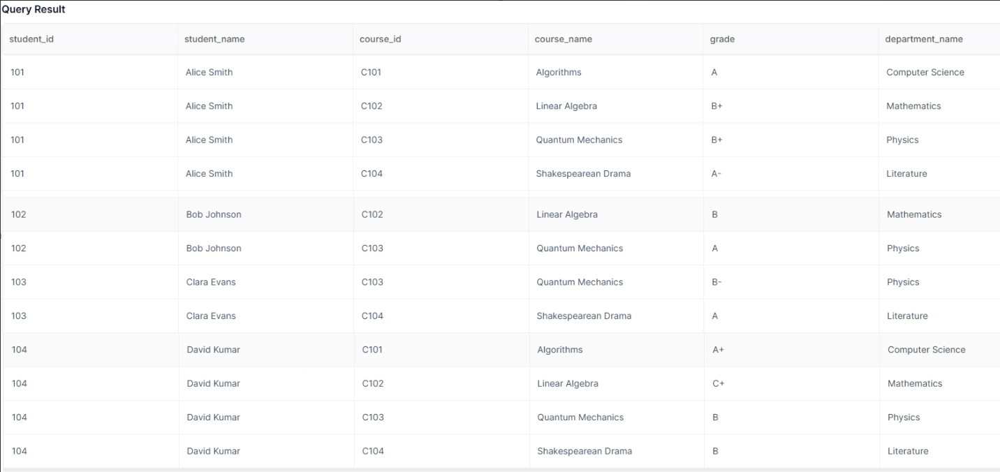 Query Result
student_id student_name course_id course_name grade department_name
101 Alice Smith C101 Algorithms A Computer Science
101 Alice Smith C102 Linear Algebra B+ Mathematics
101 Alice Smith C103 Quantum Mechanics B+ Physics
101 Alice Smith C104 Shakespearean Drama A- Literature
102 Bob Johnson C102 Linear Algebra B Mathematics
102 Bob Johnson C103 Quantum Mechanics A Physics
103 Clara Evans C103 Quantum Mechanics B- Physics
103 Clara Evans C104 Shakespearean Drama A Literature
104 David Kumar C101 Algorithms A+ Computer Science
104 David Kumar C102 Linear Algebra C+ Mathematics
104 David Kumar C103 Quantum Mechanics B Physics
104 David Kumar C104 Shakespearean Drama B Literature